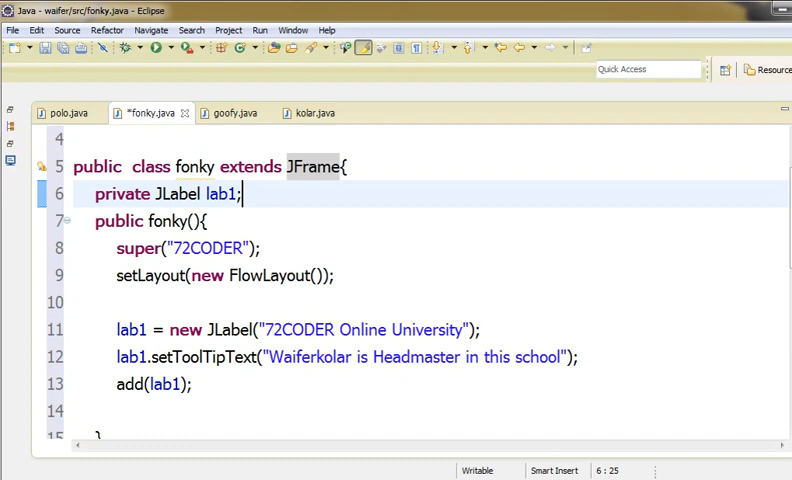 Java - waifer/src/fonky.java - Eclipse
File Edit Source Refactor Navigate Search Project Run Window Help
Quick Access
Resource
polo.java *fonky.java goofy.java kolar.java
4
5 public class fonky extends JFrame{
6 private JLabel lab1;
7 public fonky(){
8 super("72CODER");
9 setLayout(new FlowLayout());
10
11 lab1 = new JLabel("72CODER Online University");
12 lab1.setToolTipText("Waiferkolar is Headmaster in this school");
13 add(lab1);
14
15 }
Writable Smart Insert 6 : 25